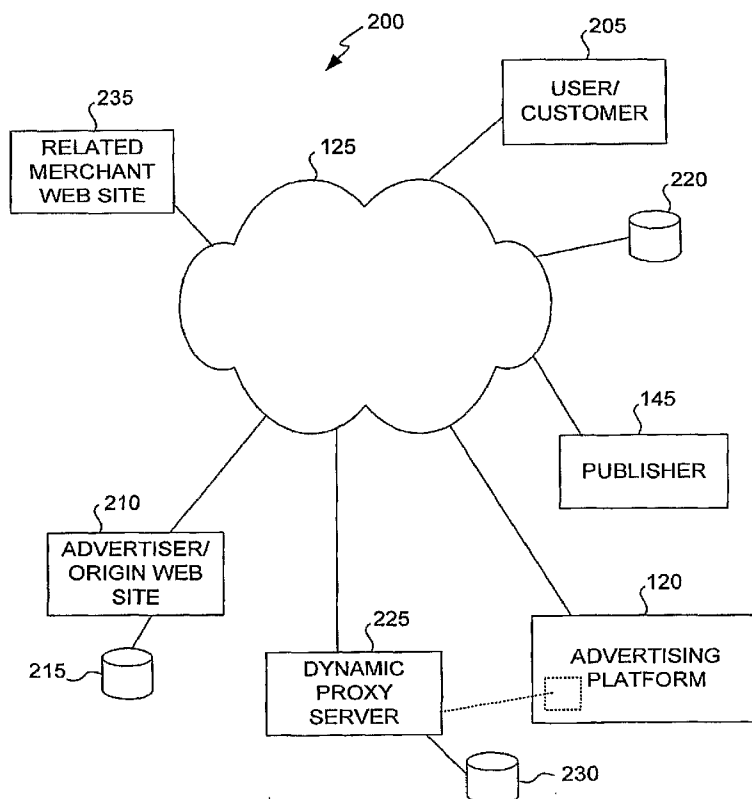 200
205
USER/
CUSTOMER
235
RELATED
MERCHANT
WEB SITE
125
220
145
PUBLISHER
210
ADVERTISER/
ORIGIN WEB
SITE
215
225
DYNAMIC
PROXY
SERVER
120
ADVERTISING
PLATFORM
230